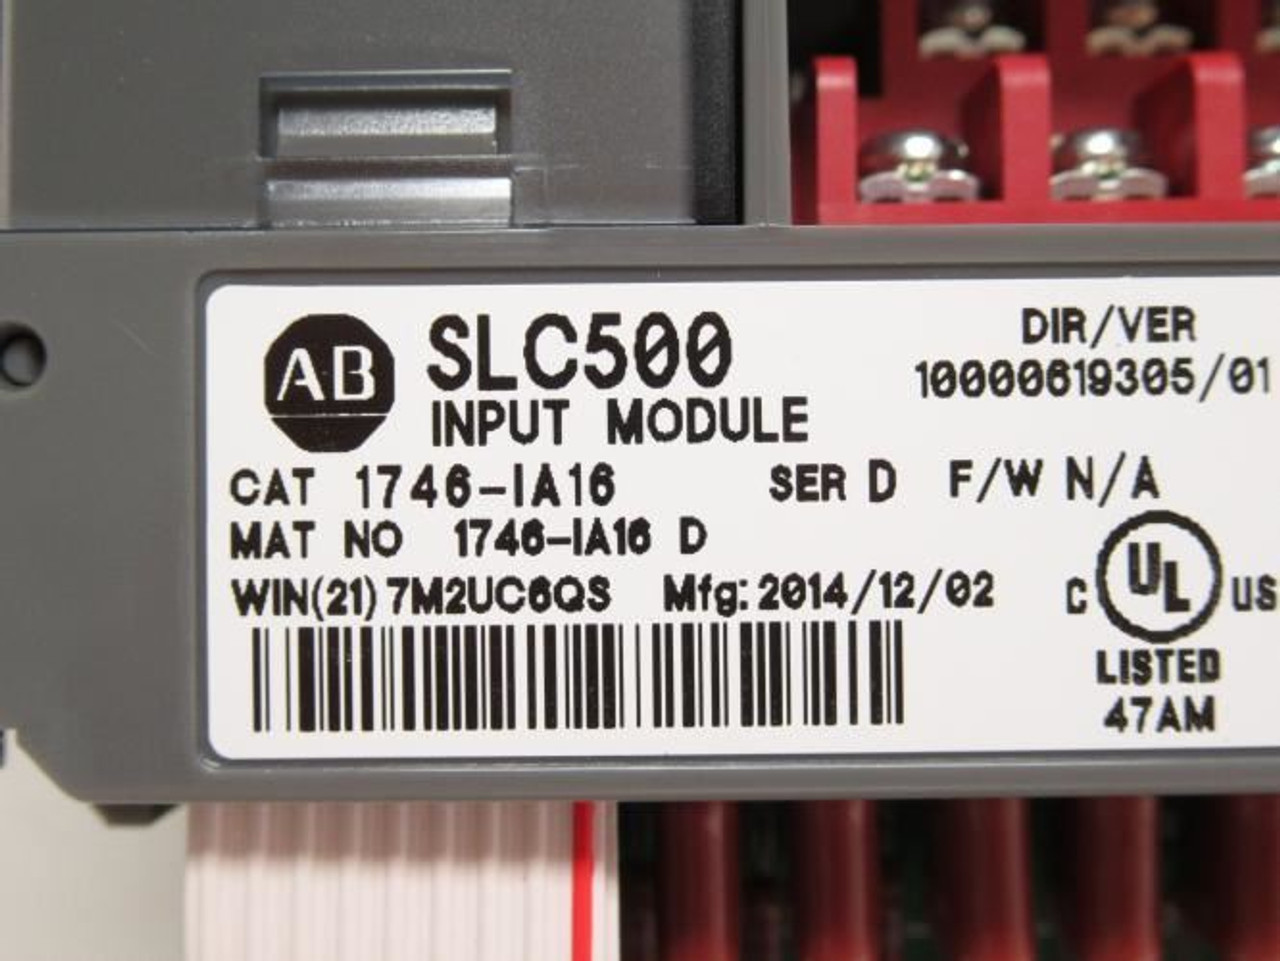 AB SLC500
INPUT MODULE
DIR/VER
10000619305/01
CAT 1746-IA16 SER D F/W N/A
MAT NO 1746-IA16 D
WIN(21) 7M2UC6QS Mfg: 2014/12/02
C UL US
LISTED
47AM